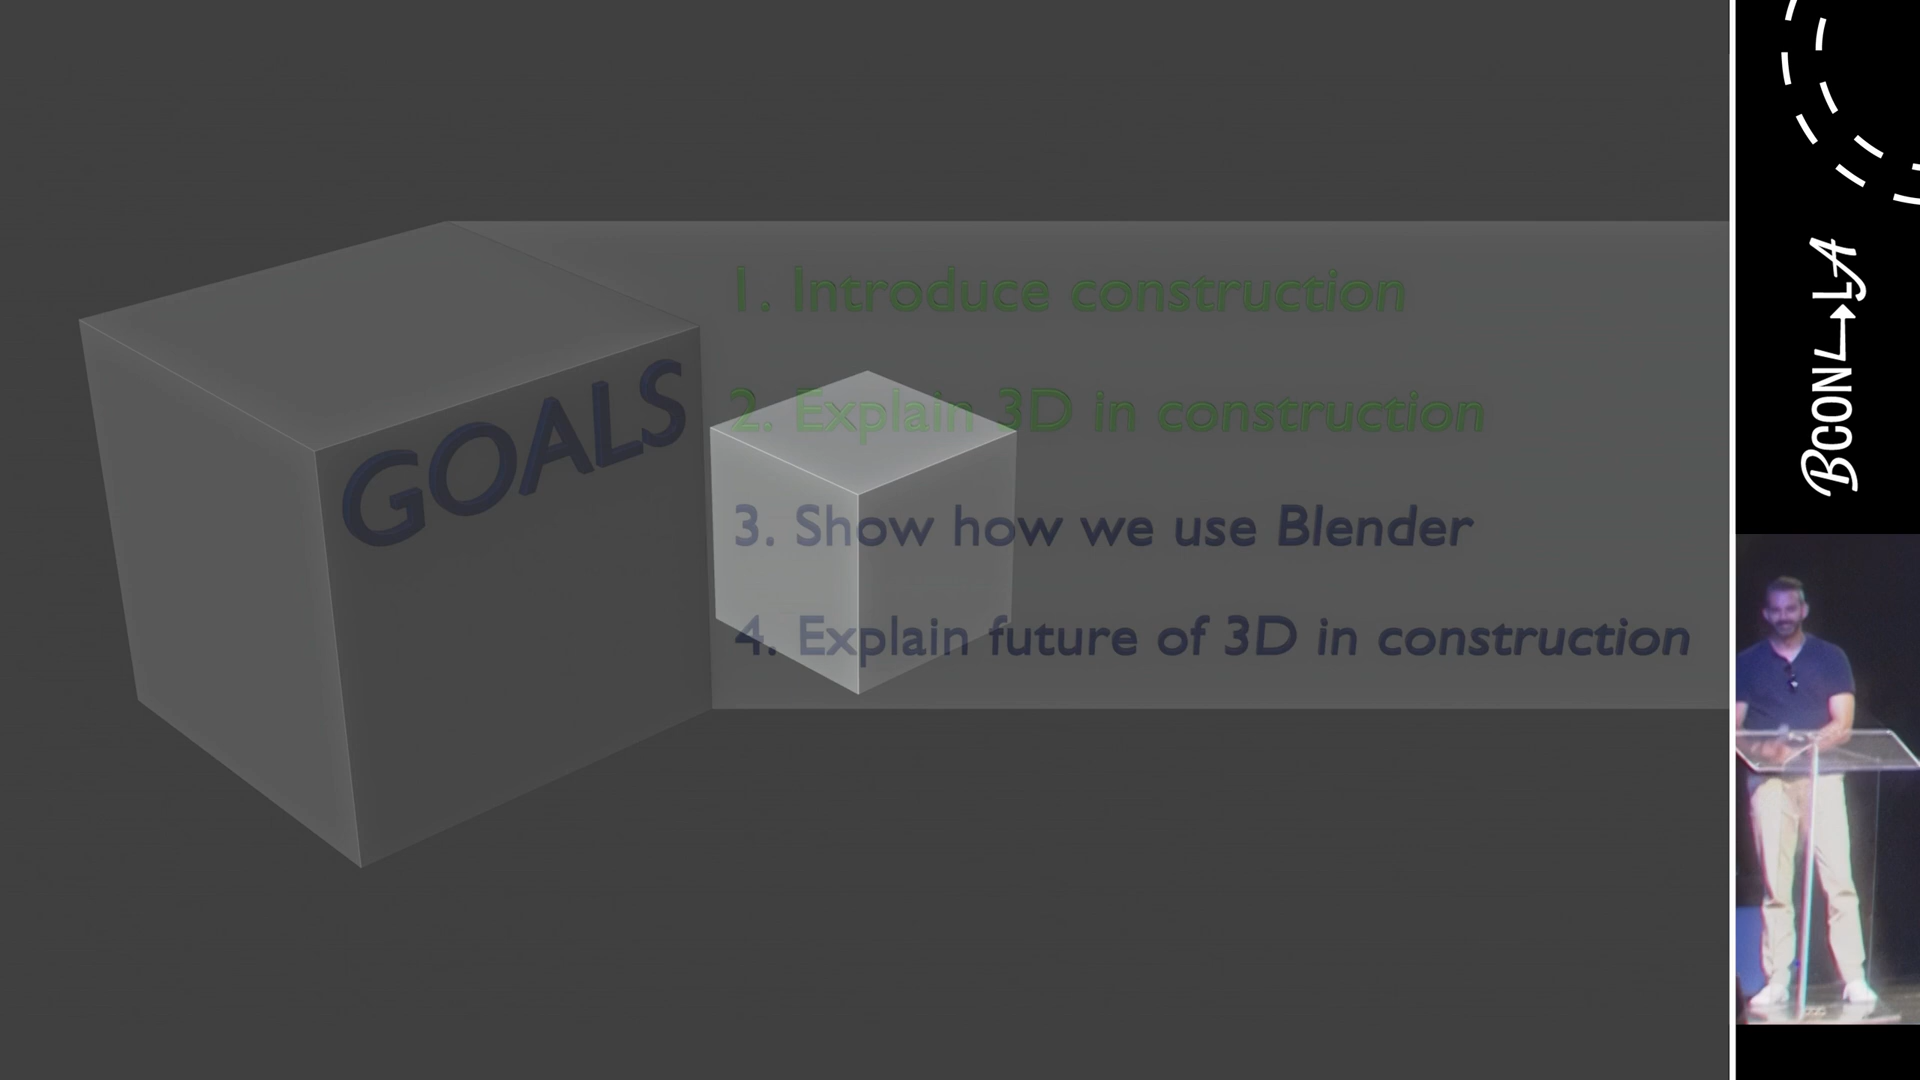 GOALS
1. Introduce construction
2. Explain 3D in construction
3. Show how we use Blender
4. Explain future of 3D in construction
BCON LA